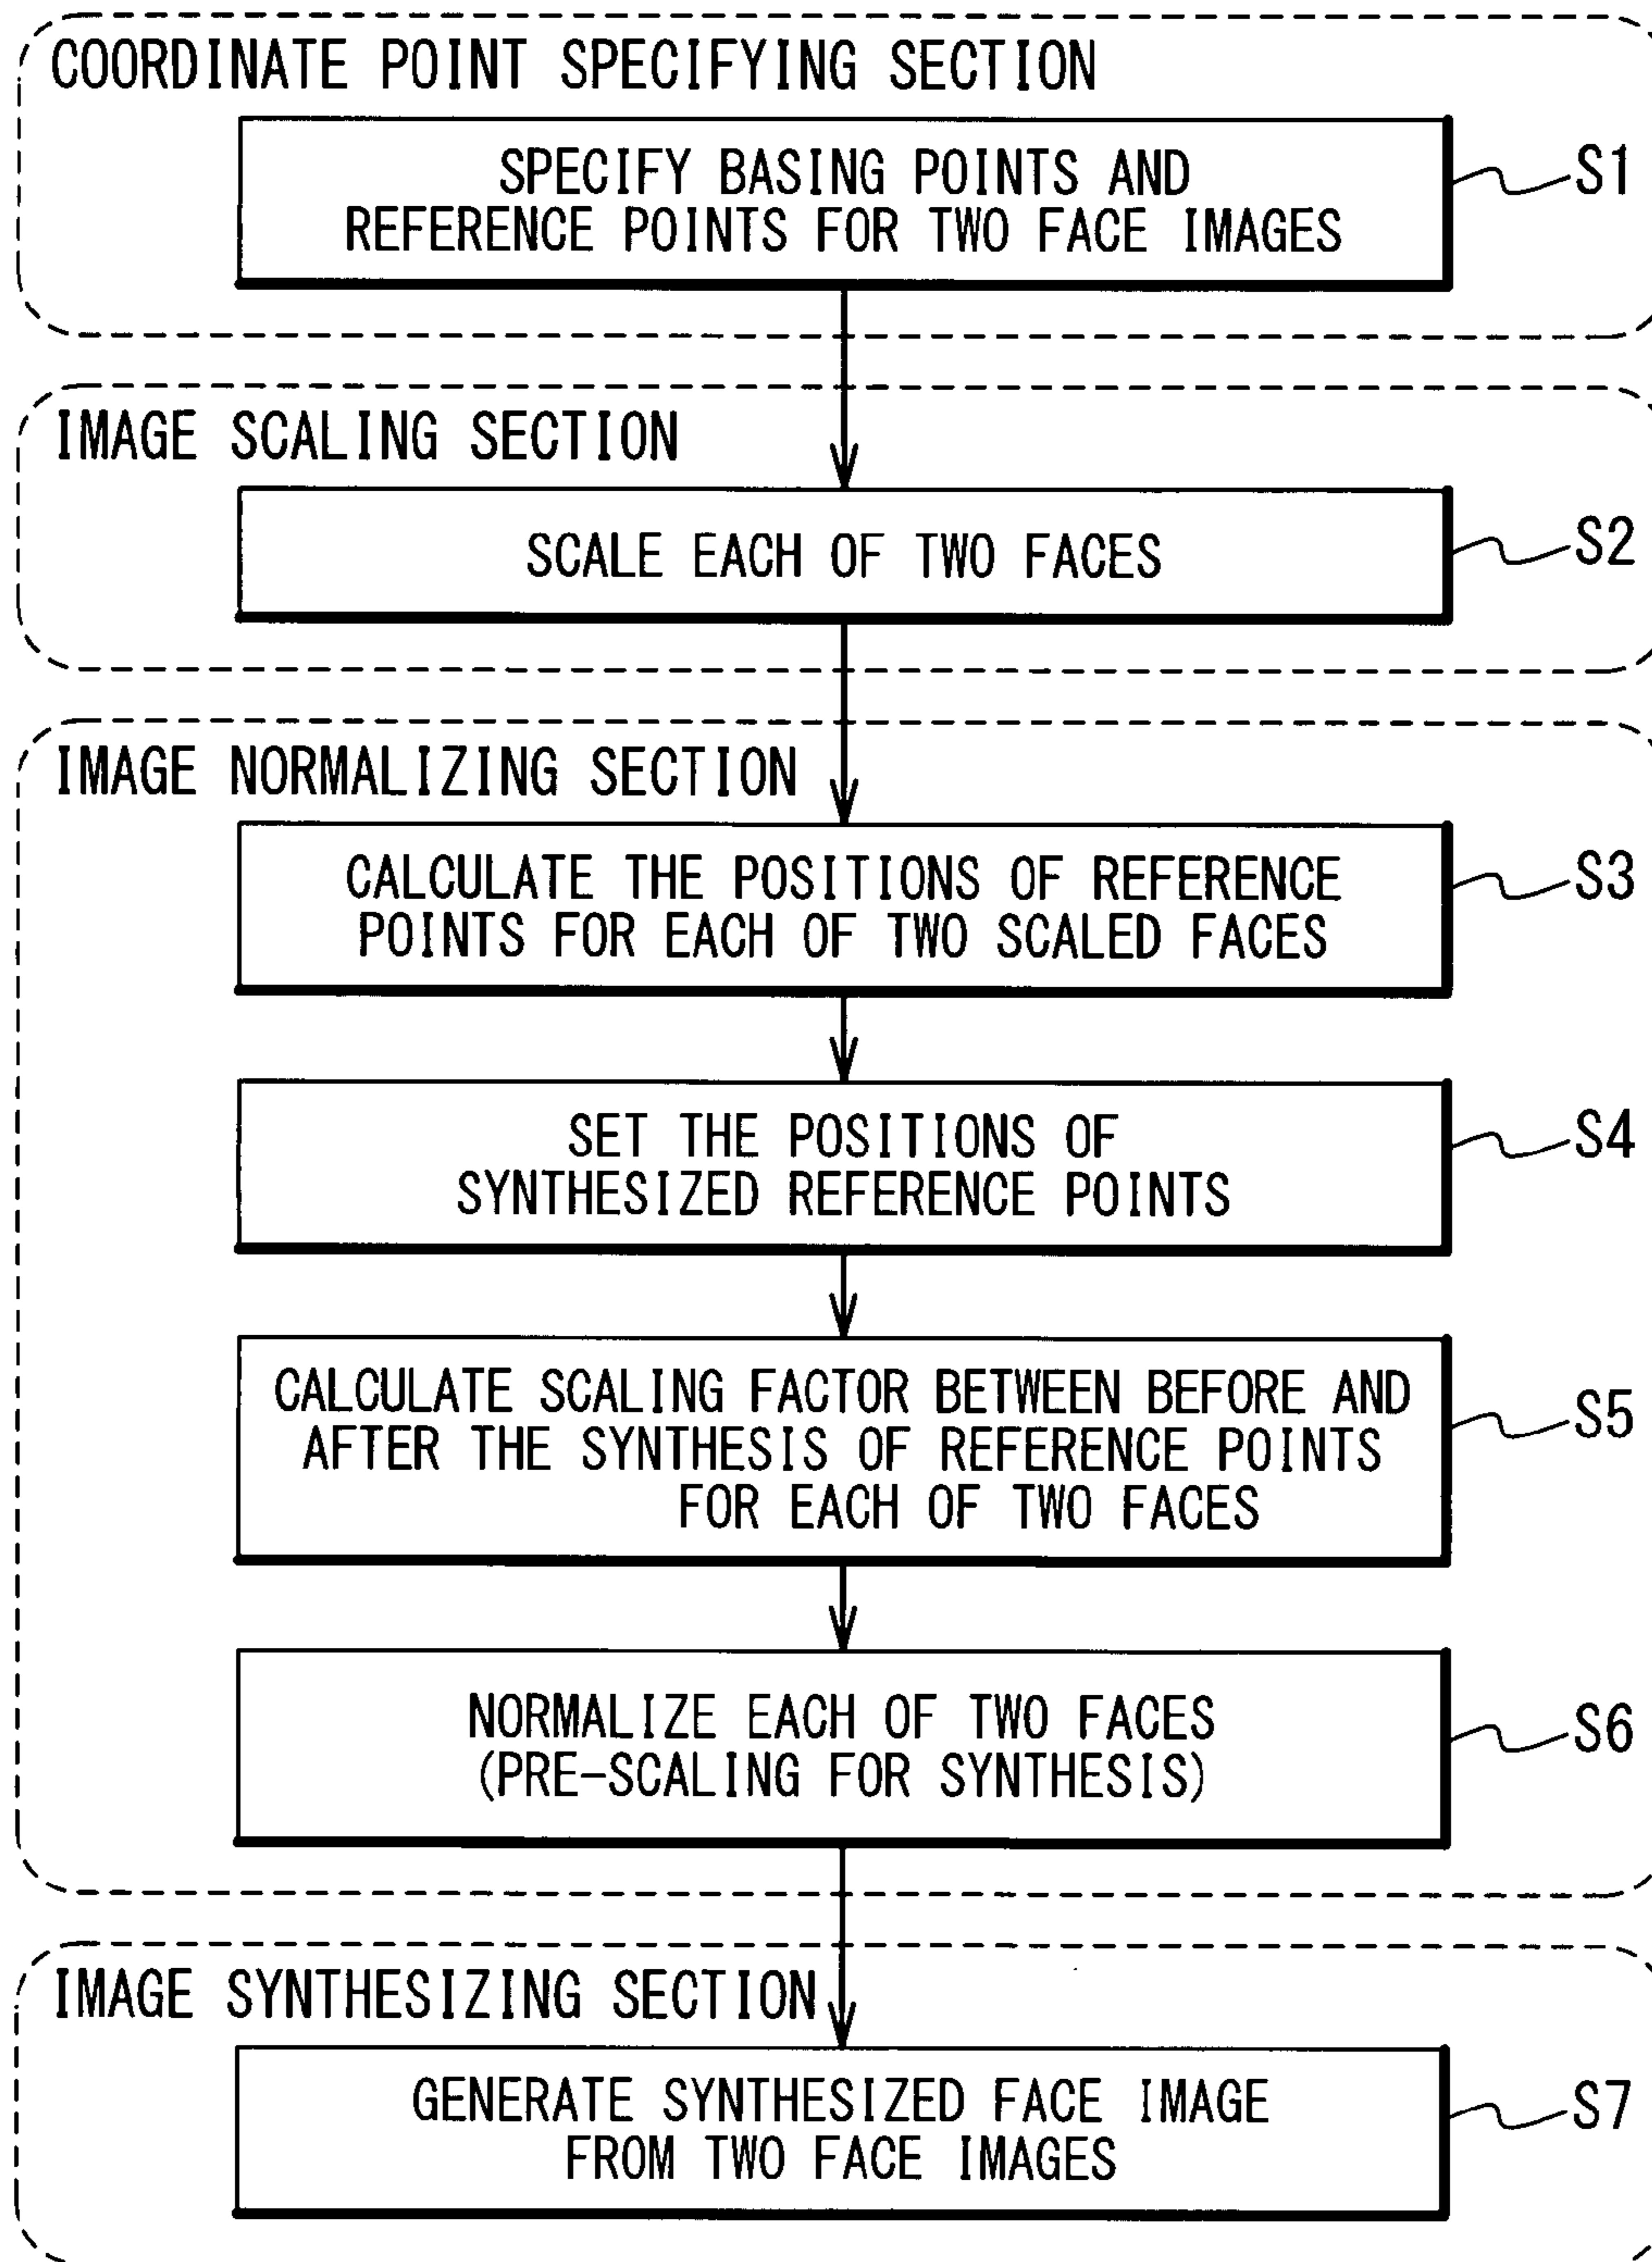 COORDINATE POINT SPECIFYING SECTION
SPECIFY BASING POINTS AND
REFERENCE POINTS FOR TWO FACE IMAGES
S1
IMAGE SCALING SECTION
SCALE EACH OF TWO FACES
S2
IMAGE NORMALIZING SECTION
CALCULATE THE POSITIONS OF REFERENCE
POINTS FOR EACH OF TWO SCALED FACES
S3
SET THE POSITIONS OF
SYNTHESIZED REFERENCE POINTS
S4
CALCULATE SCALING FACTOR BETWEEN BEFORE AND
AFTER THE SYNTHESIS OF REFERENCE POINTS
FOR EACH OF TWO FACES
S5
NORMALIZE EACH OF TWO FACES
(PRE-SCALING FOR SYNTHESIS)
S6
IMAGE SYNTHESIZING SECTION
GENERATE SYNTHESIZED FACE IMAGE
FROM TWO FACE IMAGES
S7